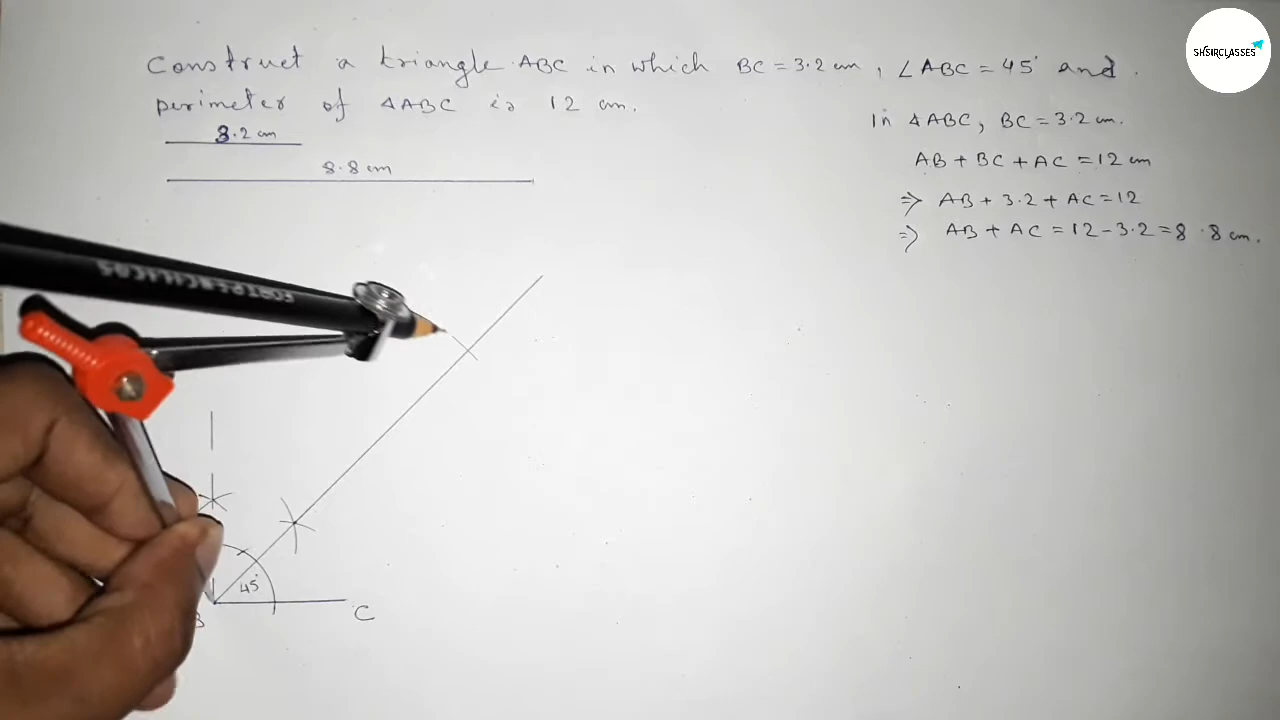 SHSIRCLASSES
Construct a triangle ABC in which BC = 3.2 cm, ∠ABC = 45° and
perimeter of △ABC is 12 cm.
3.2 cm
8.8 cm
In △ABC, BC = 3.2 cm.
AB + BC + AC = 12 cm
⇒ AB + 3.2 + AC = 12
⇒ AB + AC = 12 - 3.2 = 8.8 cm.
45°
B
C